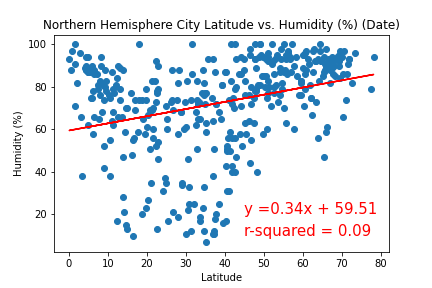 Northern Hemisphere City Latitude vs. Humidity (%) (Date)
100
80
60
40
20
Humidity (%)
y =0.34x + 59.51
r-squared = 0.09
0 10 20 30 40 50 60 70 80
Latitude